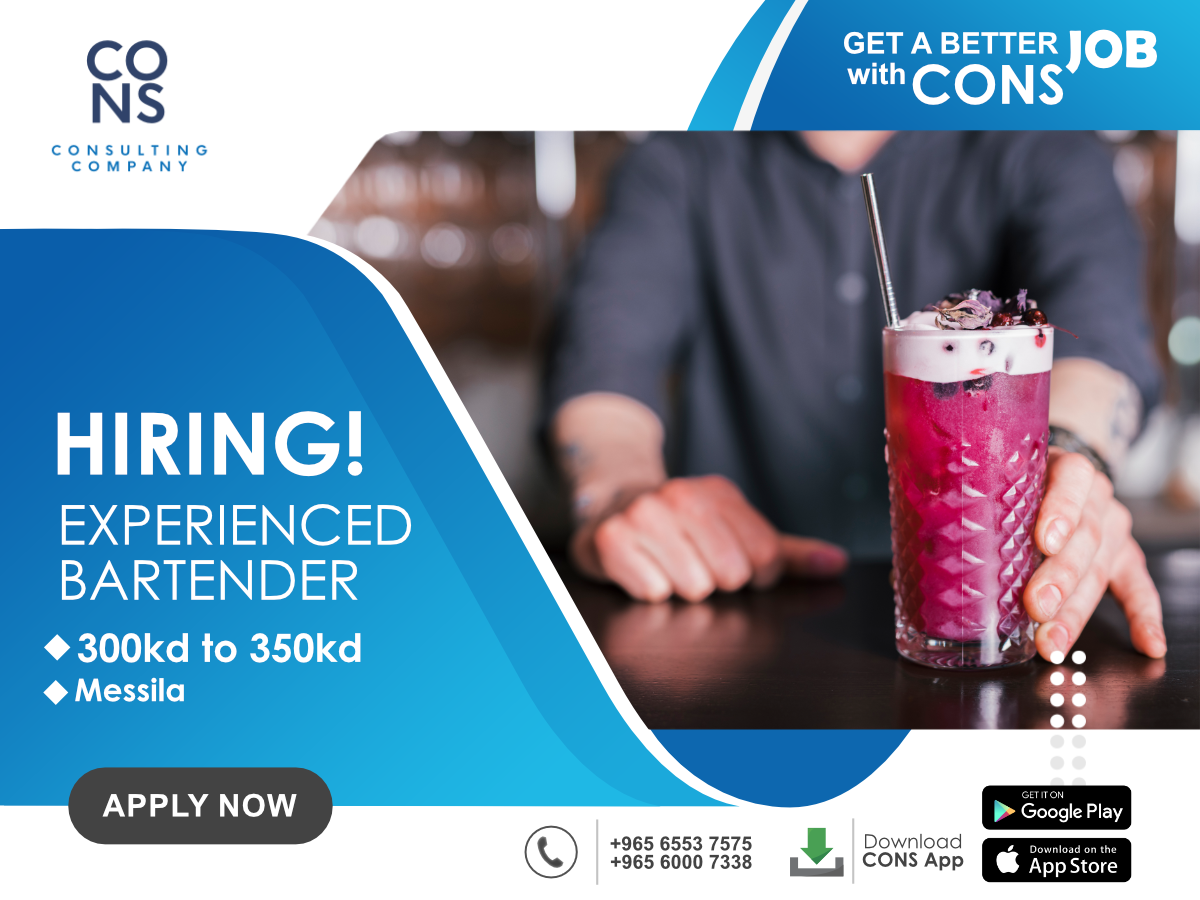 CO
NS
CONSULTING
COMPANY
GET A BETTER JOB
with CONS
HIRING!
EXPERIENCED
BARTENDER
300kd to 350kd
Messila
APPLY NOW
+965 6553 7575
+965 6000 7338
Download
CONS App
GET IT ON
Google Play
Download on the
App Store